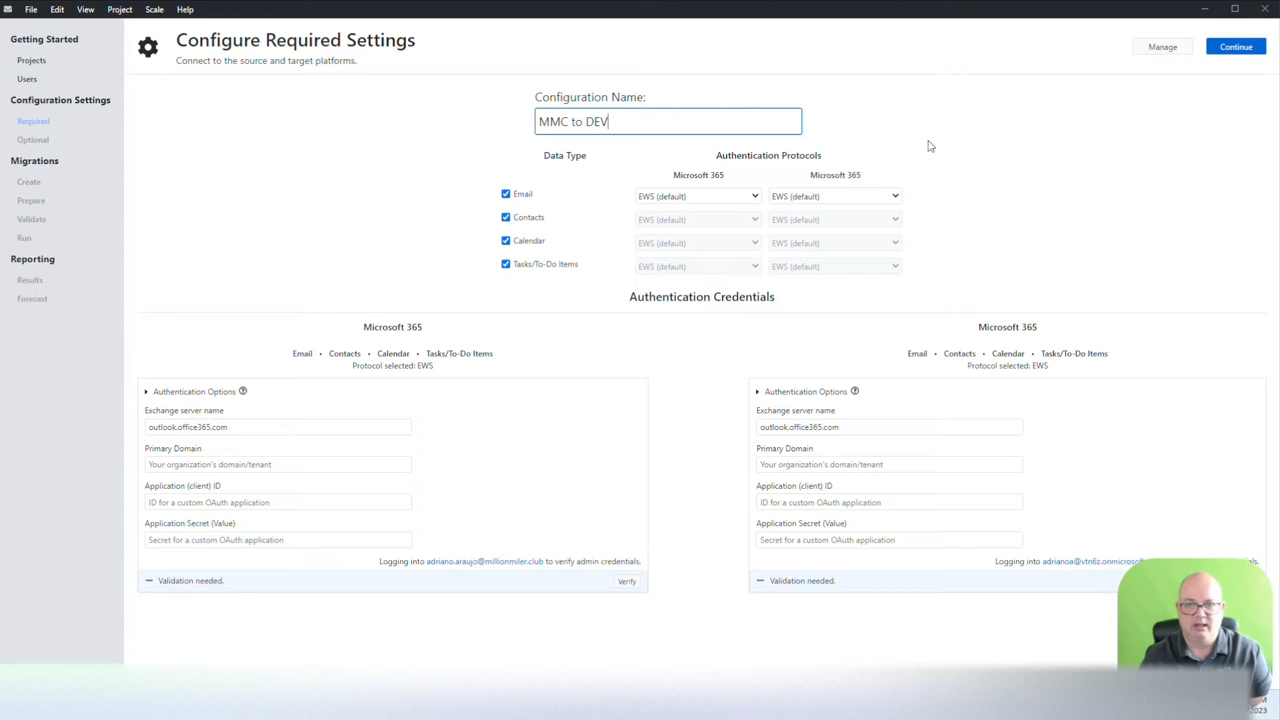 File Edit View Project Scale Help
Getting Started
Projects
Users
Configuration Settings
Required
Optional
Migrations
Create
Prepare
Validate
Run
Reporting
Results
Forecast
Configure Required Settings
Connect to the source and target platforms.
Manage
Continue
Configuration Name:
MMC to DEV
Data Type Authentication Protocols
Microsoft 365 Microsoft 365
Email EWS (default) EWS (default)
Contacts EWS (default) EWS (default)
Calendar EWS (default) EWS (default)
Tasks/To-Do Items EWS (default) EWS (default)
Authentication Credentials
Microsoft 365
Email • Contacts • Calendar • Tasks/To-Do Items
Protocol selected: EWS
Authentication Options
Exchange server name
outlook.office365.com
Primary Domain
Your organization's domain/tenant
Application (client) ID
ID for a custom OAuth application
Application Secret (Value)
Secret for a custom OAuth application
Logging into adriano.araujo@millionmiler.club to verify admin credentials.
Validation needed. Verify
Microsoft 365
Email • Contacts • Calendar • Tasks/To-Do Items
Protocol selected: EWS
Authentication Options
Exchange server name
outlook.office365.com
Primary Domain
Your organization's domain/tenant
Application (client) ID
ID for a custom OAuth application
Application Secret (Value)
Secret for a custom OAuth application
Logging into
Validation needed.
2023